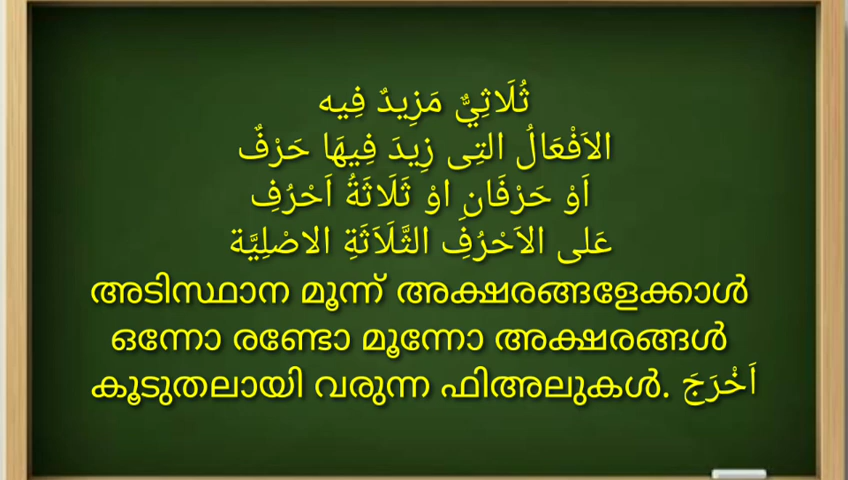 ثُلَاثِيٌّ مَزِيدٌ فِيه
الاَفْعَالُ التِى زِيدَ فِيهَا حَرْفٌ
اَوْ حَرْفَانِ اوْ ثَلَاثَةُ اَحْرُفِ
عَلى الاَحْرُفِ الثَّلَاَثَةِ الاصْلِيَّة
അടിസ്ഥാന മൂന്ന് അക്ഷരങ്ങളേക്കാൾ
ഒന്നോ രണ്ടോ മൂന്നോ അക്ഷരങ്ങൾ
കൂടുതലായി വരുന്ന ഫിഅലുകൾ. اَخْرَجَ